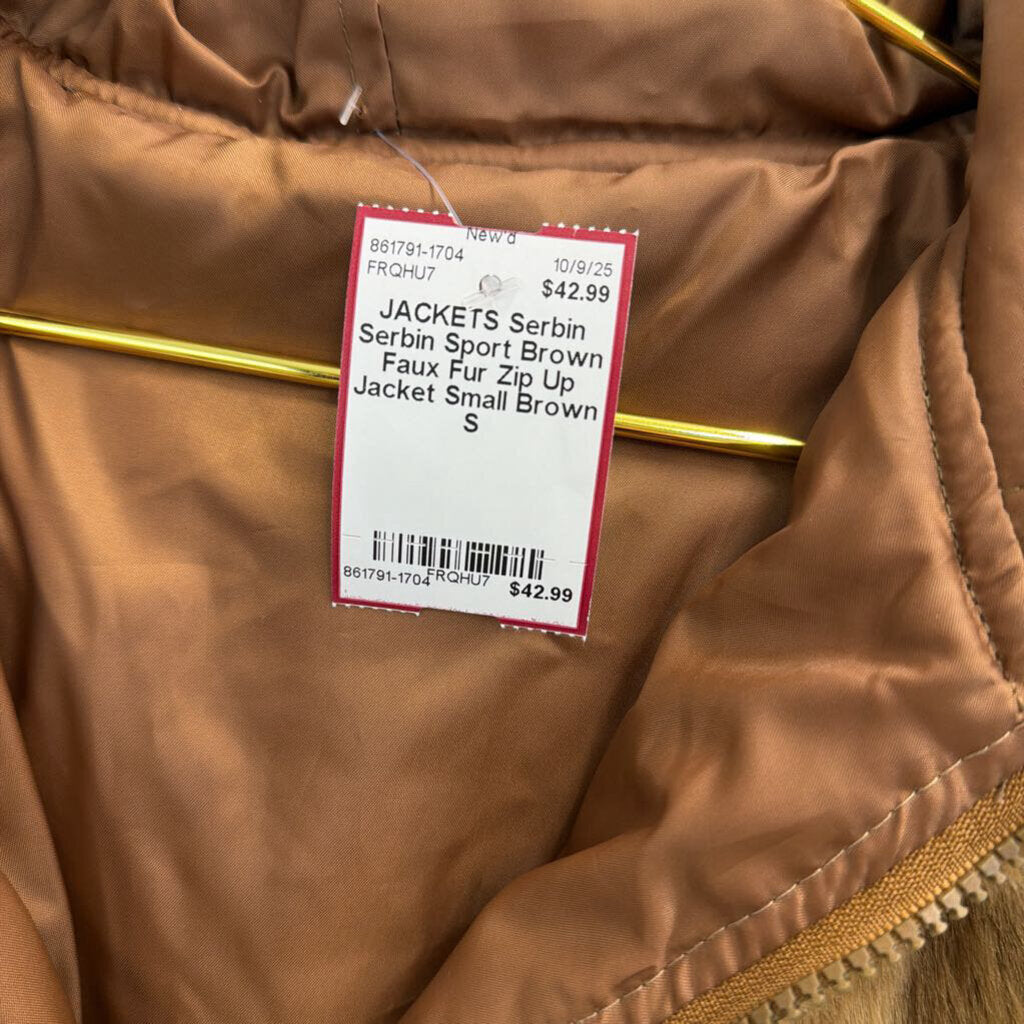 New'd
861791-1704
10/9/25
FRQHU7
$42.99
JACKETS Serbin
Serbin Sport Brown
Faux Fur Zip Up
Jacket Small Brown
S
861791-1704 FRQHU7 $42.99